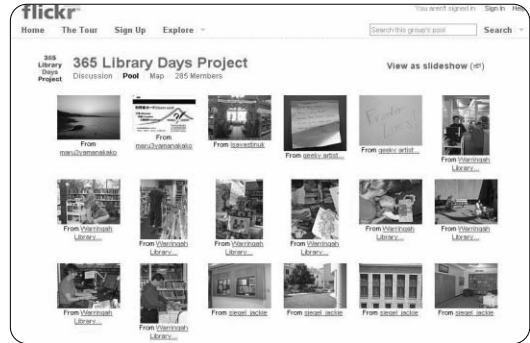 flickr
You aren't signed in Sign In Help
Home The Tour Sign Up Explore
Search this group's pool Search
365 Library Days Project
365 Library Days Project
Discussion Pool Map 285 Members
View as slideshow
From maru3yamanakako
From maru3yamanakako
From
From geeky artist...
From geeky artist...
From Warringah Library...
From Warringah Library...
From Warringah Library...
From Warringah Library...
From Warringah Library...
From Warringah Library...
From Warringah Library...
From Warringah Library...
From Warringah Library...
From siegel_jackie
From siegel_jackie
From siegel_jackie
From siegel_jackie